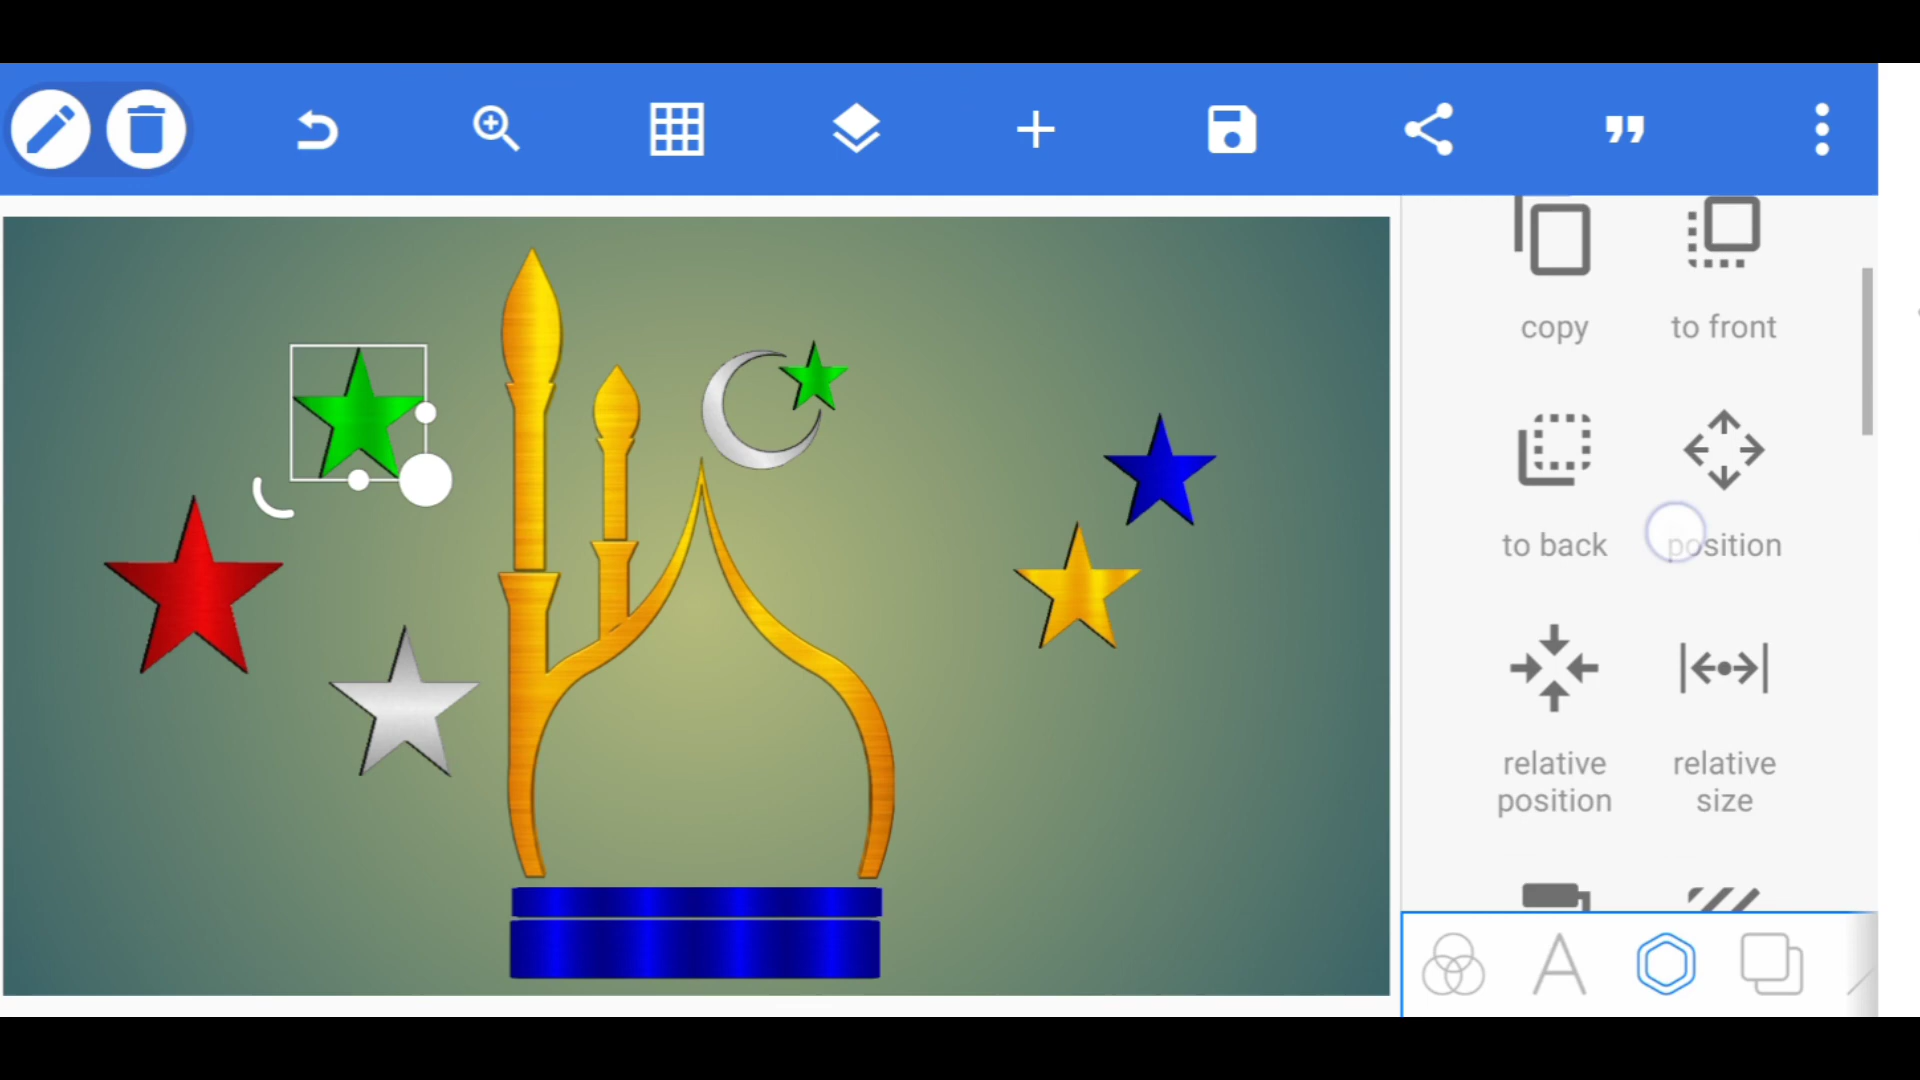 copy
to front
to back
position
relative
position
relative
size